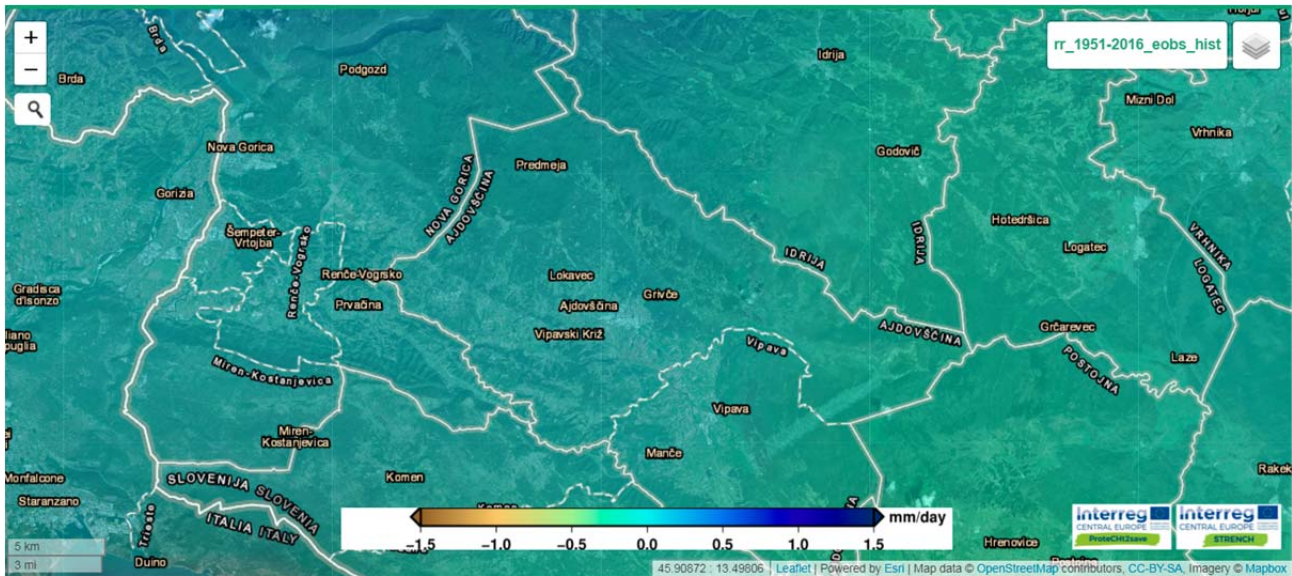 +
−
rr_1951-2016_eobs_hist
Brda
Brda
Podgozd
Idrija
Mizni Dol
Vrhnika
Nova Gorica
Predmeja
Godovič
NOVA GORICA
AJDOVŠČINA
Gorizia
Šempeter-
Vrtojba
Renče-Vogrsko
Renče-Vogrsko
Prvačina
IDRIJA
IDRIJA
Hotedršica
Logatec
VRHNIKA
LOGATEC
Gradisca
d'Isonzo
Lokavec
Grivče
Ajdovščina
Vipavski Križ
AJDOVŠČINA
Grčarevec
Laze
POSTOJNA
Miren-Kostanjevica
Vipava
Vipava
Miren-
Kostanjevica
Manče
Komen
Rakek
Monfalcone
Staranzano
SLOVENIJA SLOVENIA
ITALIA ITALY
Trieste
Duino
Hrenovice
mm/day
−1.5 −1.0 −0.5 0.0 0.5 1.0 1.5
Interreg
CENTRAL EUROPE
ProteCHt2save
Interreg
CENTRAL EUROPE
STRENCH
5 km
3 mi
45.90872 : 13.49806 Leaflet | Powered by Esri | Map data © OpenStreetMap contributors, CC-BY-SA, Imagery © Mapbox